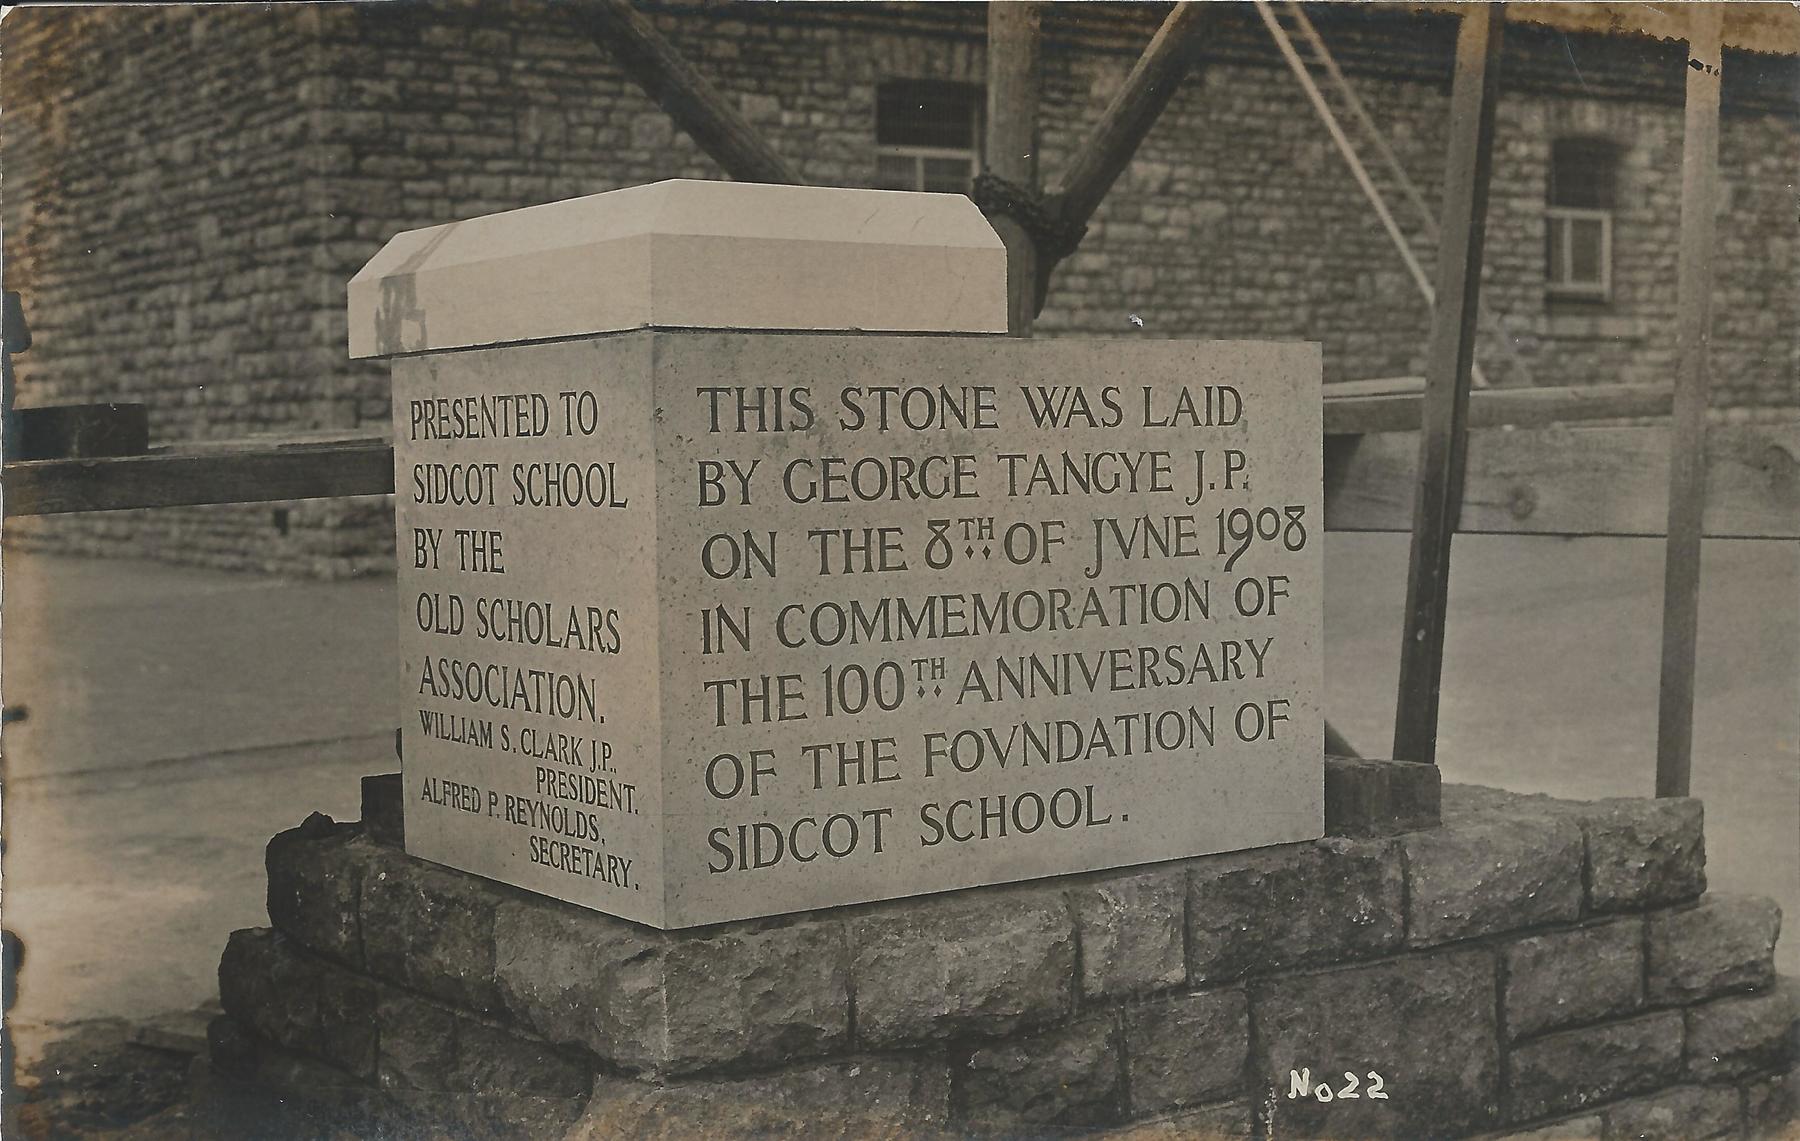 PRESENTED TO
SIDCOT SCHOOL
BY THE
OLD SCHOLARS
ASSOCIATION.
WILLIAM S. CLARK J.P.
PRESIDENT.
ALFRED P. REYNOLDS.
SECRETARY.
THIS STONE WAS LAID
BY GEORGE TANGYE J.P.
ON THE 8TH OF JVNE 1908
IN COMMEMORATION OF
THE 100TH ANNIVERSARY
OF THE FOVNDATION OF
SIDCOT SCHOOL.
No 22